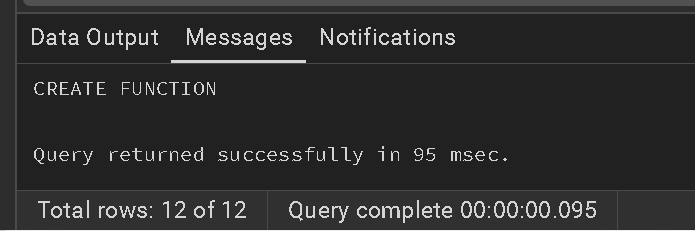 Data Output Messages Notifications
CREATE FUNCTION
Query returned successfully in 95 msec.
Total rows: 12 of 12 Query complete 00:00:00.095